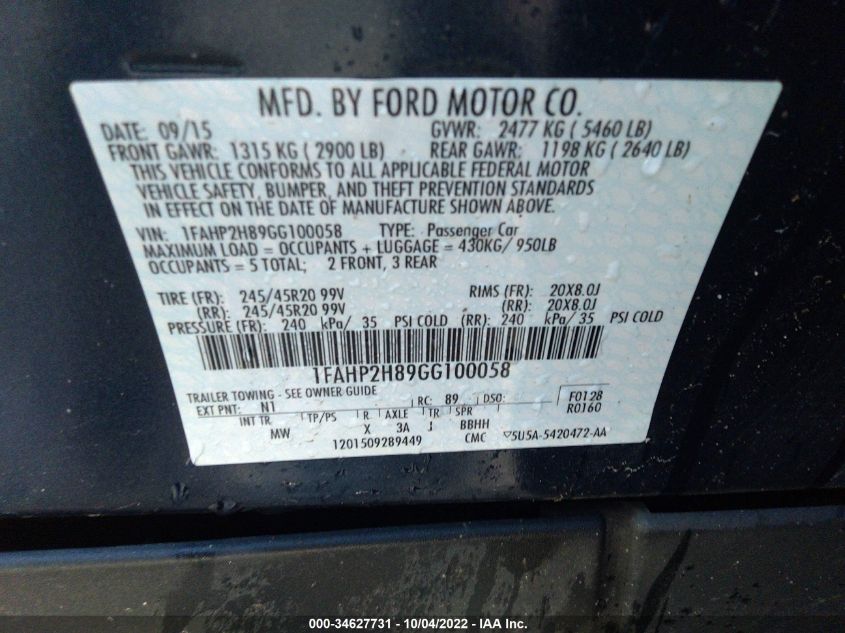 MFD. BY FORD MOTOR CO.
DATE: 09/15 GVWR: 2477 KG ( 5460 LB)
FRONT GAWR: 1315 KG ( 2900 LB) REAR GAWR: 1198 KG ( 2640 LB)
THIS VEHICLE CONFORMS TO ALL APPLICABLE FEDERAL MOTOR
VEHICLE SAFETY, BUMPER, AND THEFT PREVENTION STANDARDS
IN EFFECT ON THE DATE OF MANUFACTURE SHOWN ABOVE.
VIN: 1FAHP2H89GG100058 TYPE: Passenger Car
MAXIMUM LOAD = OCCUPANTS + LUGGAGE = 430KG/ 950LB
OCCUPANTS = 5 TOTAL; 2 FRONT, 3 REAR
TIRE (FR): 245/45R20 99V RIMS (FR): 20X8.0J
(RR): 245/45R20 99V (RR): 20X8.0J
PRESSURE (FR): 240 kPa/ 35 PSI COLD (RR): 240 kPa/ 35 PSI COLD
1FAHP2H89GG100058
TRAILER TOWING - SEE OWNER GUIDE
EXT PNT: N1 RC: 89 DSO: F0128
R0160
INT TR TP/PS R AXLE TR SPR
MW X 3A J BBHH
1201509289449 CMC ▽5U5A-5420472-AA
000-34627731 - 10/04/2022 - IAA Inc.